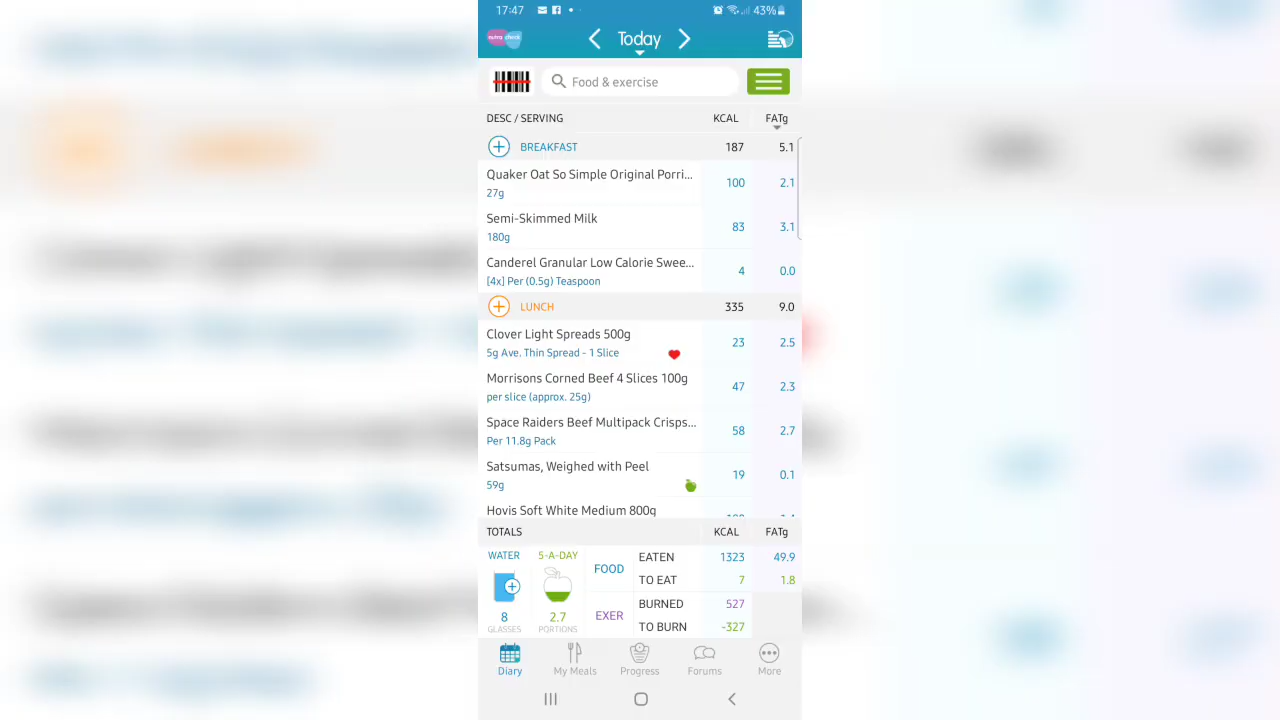 17:47 43%
nutra check Today
Food & exercise
DESC / SERVING KCAL FATg
BREAKFAST 187 5.1
Quaker Oat So Simple Original Porri... 100 2.1
27g
Semi-Skimmed Milk 83 3.1
180g
Canderel Granular Low Calorie Swee... 4 0.0
[4x] Per (0.5g) Teaspoon
LUNCH 335 9.0
Clover Light Spreads 500g 23 2.5
5g Ave. Thin Spread - 1 Slice
Morrisons Corned Beef 4 Slices 100g 47 2.3
per slice (approx. 25g)
Space Raiders Beef Multipack Crisps... 58 2.7
Per 11.8g Pack
Satsumas, Weighed with Peel 19 0.1
59g
Hovis Soft White Medium 800g
TOTALS KCAL FATg
WATER 5-A-DAY FOOD EATEN 1323 49.9
TO EAT 7 1.8
8 2.7 EXER BURNED 527
GLASSES PORTIONS TO BURN -327
Diary My Meals Progress Forums More